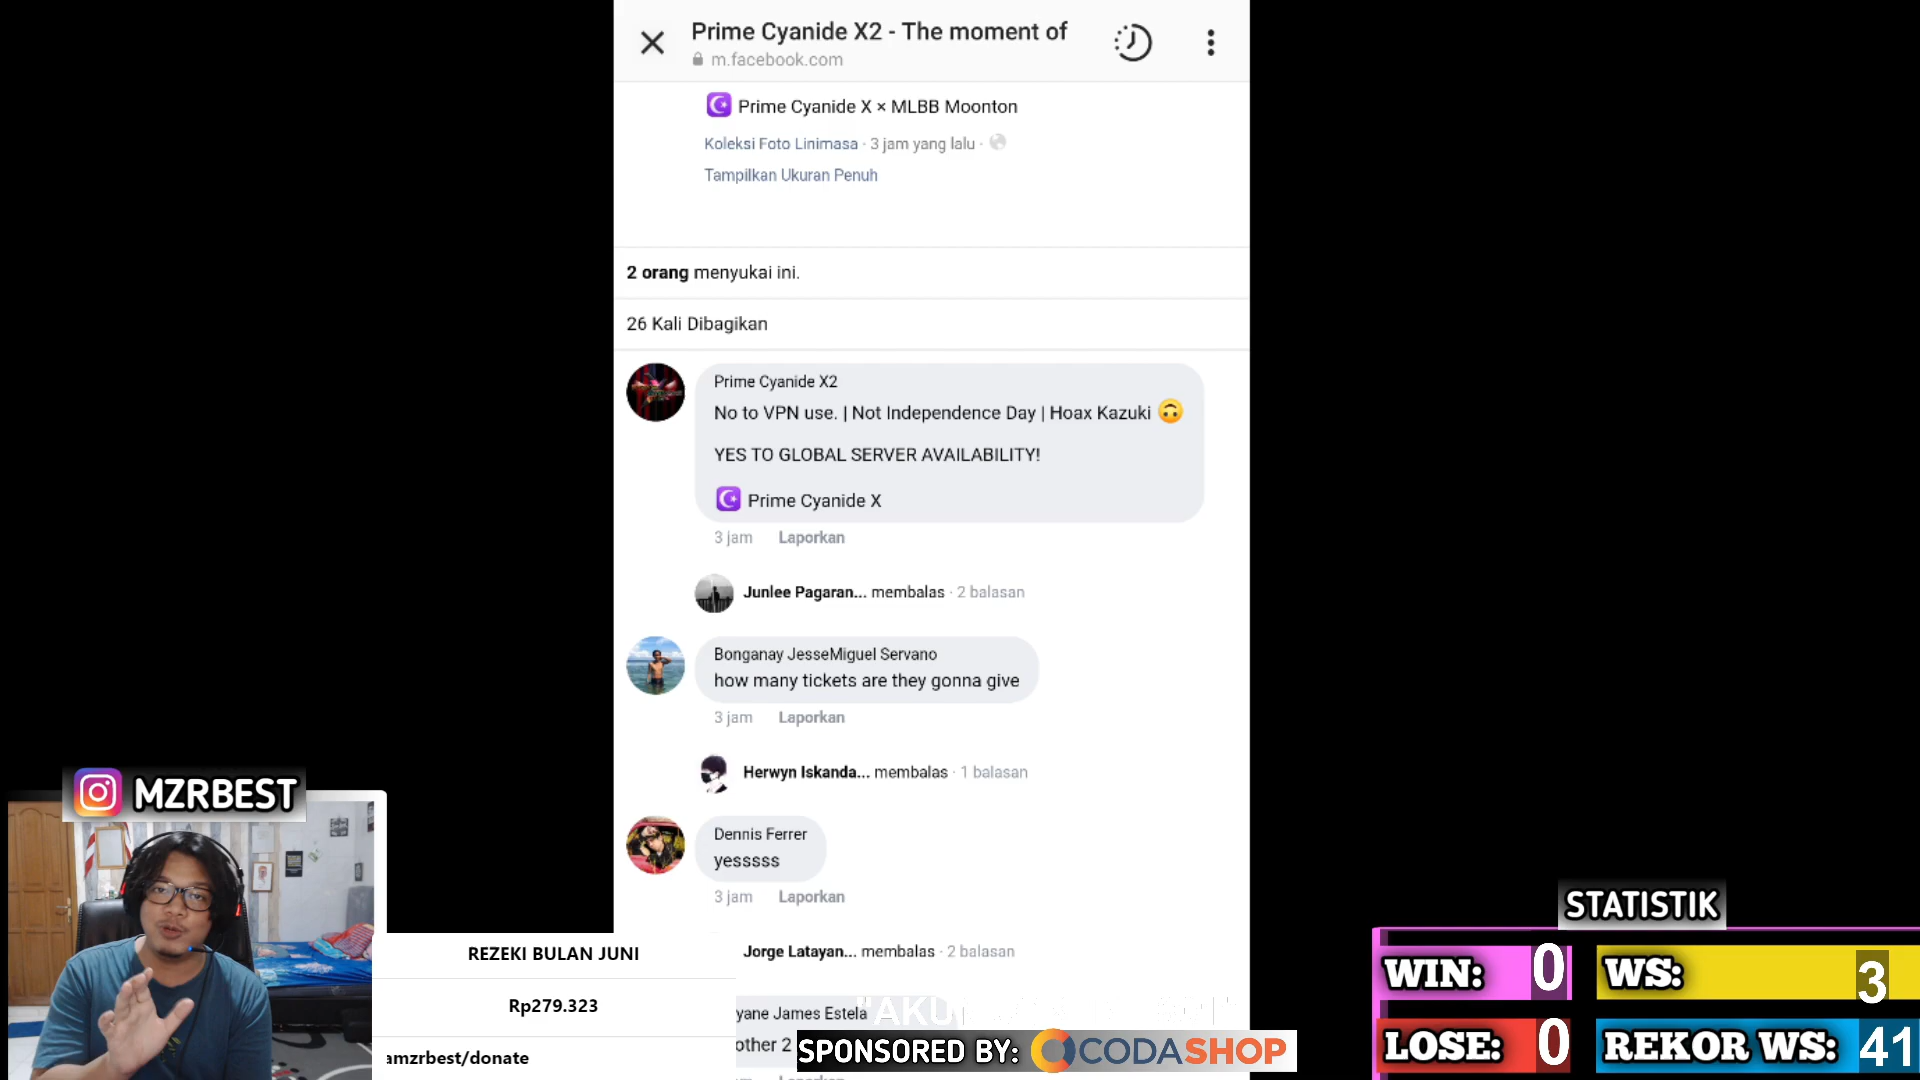 Prime Cyanide X2 - The moment of
m.facebook.com
Prime Cyanide X × MLBB Moonton
Koleksi Foto Linimasa · 3 jam yang lalu ·
Tampilkan Ukuran Penuh
2 orang menyukai ini.
26 Kali Dibagikan
Prime Cyanide X2
No to VPN use. | Not Independence Day | Hoax Kazuki 🙃
YES TO GLOBAL SERVER AVAILABILITY!
Prime Cyanide X
3 jam Laporkan
Junlee Pagaran... membalas · 2 balasan
Bonganay JesseMiguel Servano
how many tickets are they gonna give
3 jam Laporkan
Herwyn Iskanda... membalas · 1 balasan
Dennis Ferrer
yesssss
3 jam Laporkan
Jorge Latayan... membalas · 2 balasan
yane James Estela
other 2
MZRBEST
REZEKI BULAN JUNI
Rp279.323
amzrbest/donate
"AKU
SPONSORED BY: CODASHOP
STATISTIK
WIN: 0
WS: 3
LOSE: 0
REKOR WS: 41